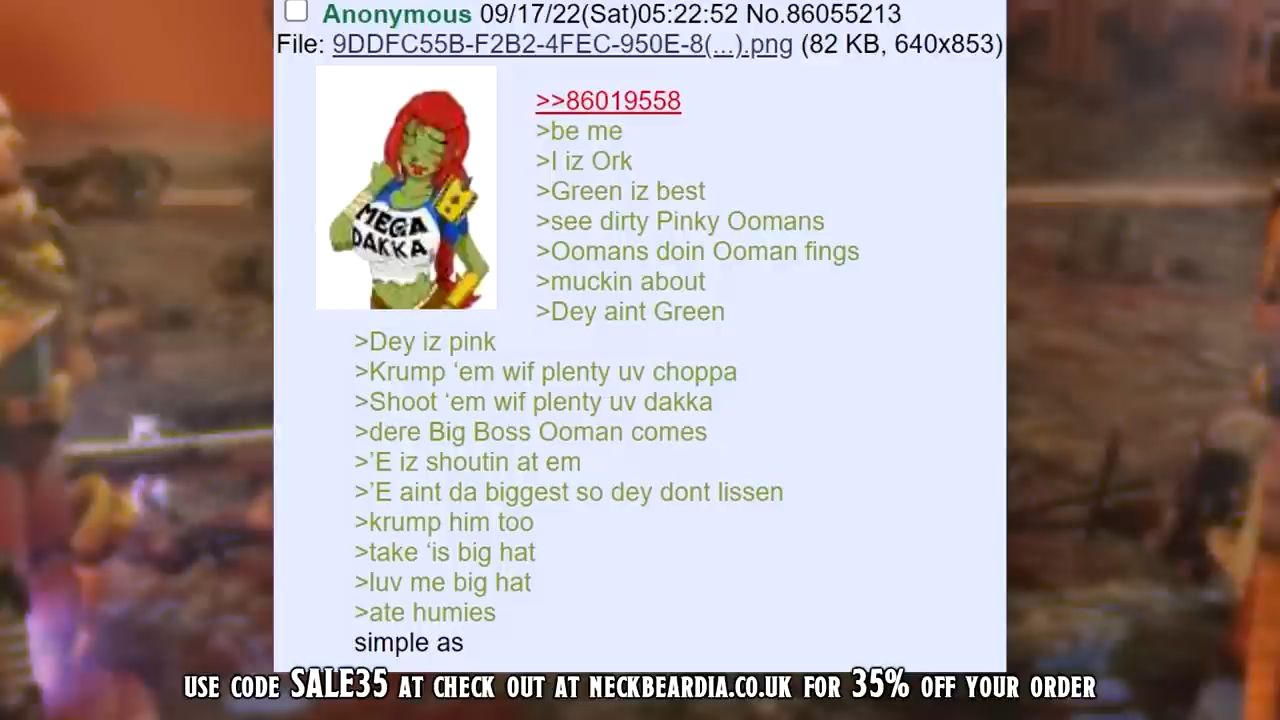 Anonymous 09/17/22(Sat)05:22:52 No.86055213
File: 9DDFC55B-F2B2-4FEC-950E-8(...).png (82 KB, 640x853)
>>86019558
>be me
>I iz Ork
>Green iz best
>see dirty Pinky Oomans
>Oomans doin Ooman fings
>muckin about
>Dey aint Green
MEGA
DAKKA
>Dey iz pink
>Krump ‘em wif plenty uv choppa
>Shoot ‘em wif plenty uv dakka
>dere Big Boss Ooman comes
>’E iz shoutin at em
>’E aint da biggest so dey dont lissen
>krump him too
>take ‘is big hat
>luv me big hat
>ate humies
simple as
USE CODE SALE35 AT CHECK OUT AT NECKBEARDIA.CO.UK FOR 35% OFF YOUR ORDER